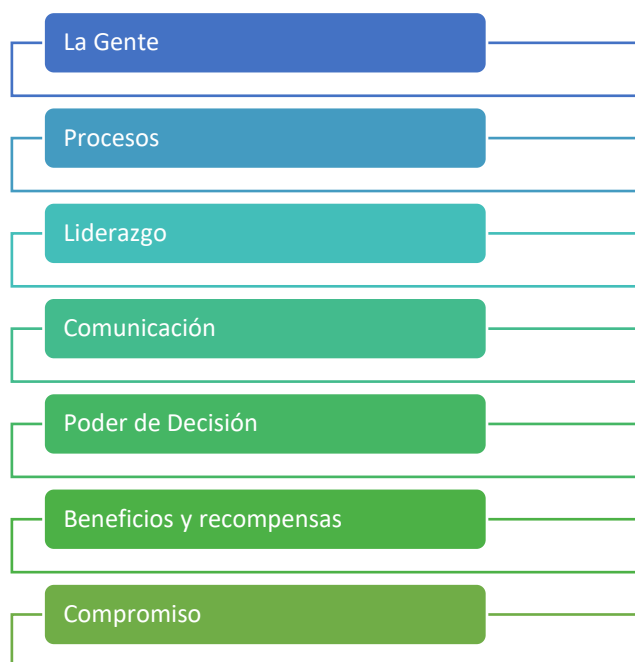 La Gente
Procesos
Liderazgo
Comunicación
Poder de Decisión
Beneficios y recompensas
Compromiso